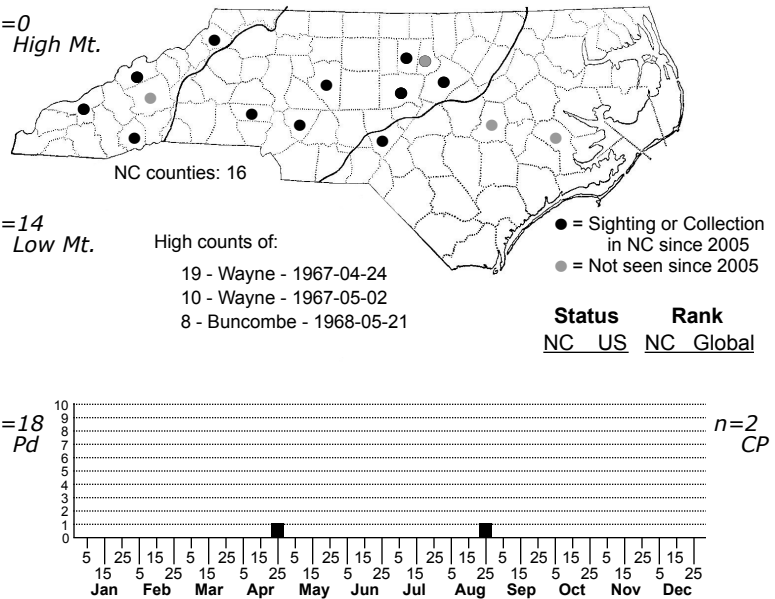 =0
High Mt.
NC counties: 16
=14
Low Mt.
High counts of:
19 - Wayne - 1967-04-24
10 - Wayne - 1967-05-02
8 - Buncombe - 1968-05-21
= Sighting or Collection
in NC since 2005
= Not seen since 2005
Status Rank
NC US NC Global
=18
Pd
n=2
CP
10
9
8
7
6
5
4
3
2
1
0
5 25 5 25 5 25 5 25 5 25 5 25 5 25 5 25 5 25 5 25 5 25 5 25
15 15 15 15 15 15 15 15 15 15 15 15
Jan Feb Mar Apr May Jun Jul Aug Sep Oct Nov Dec